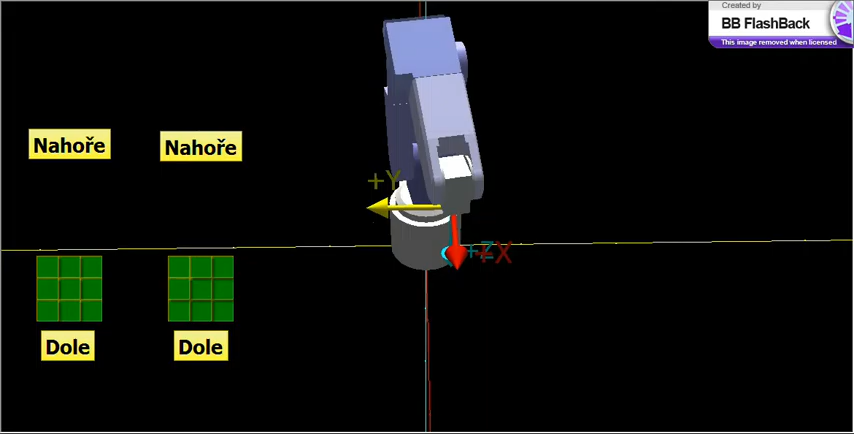 Created by
BB FlashBack
This image removed when licensed
Nahoře
Nahoře
+Y
+Z
+X
Dole
Dole